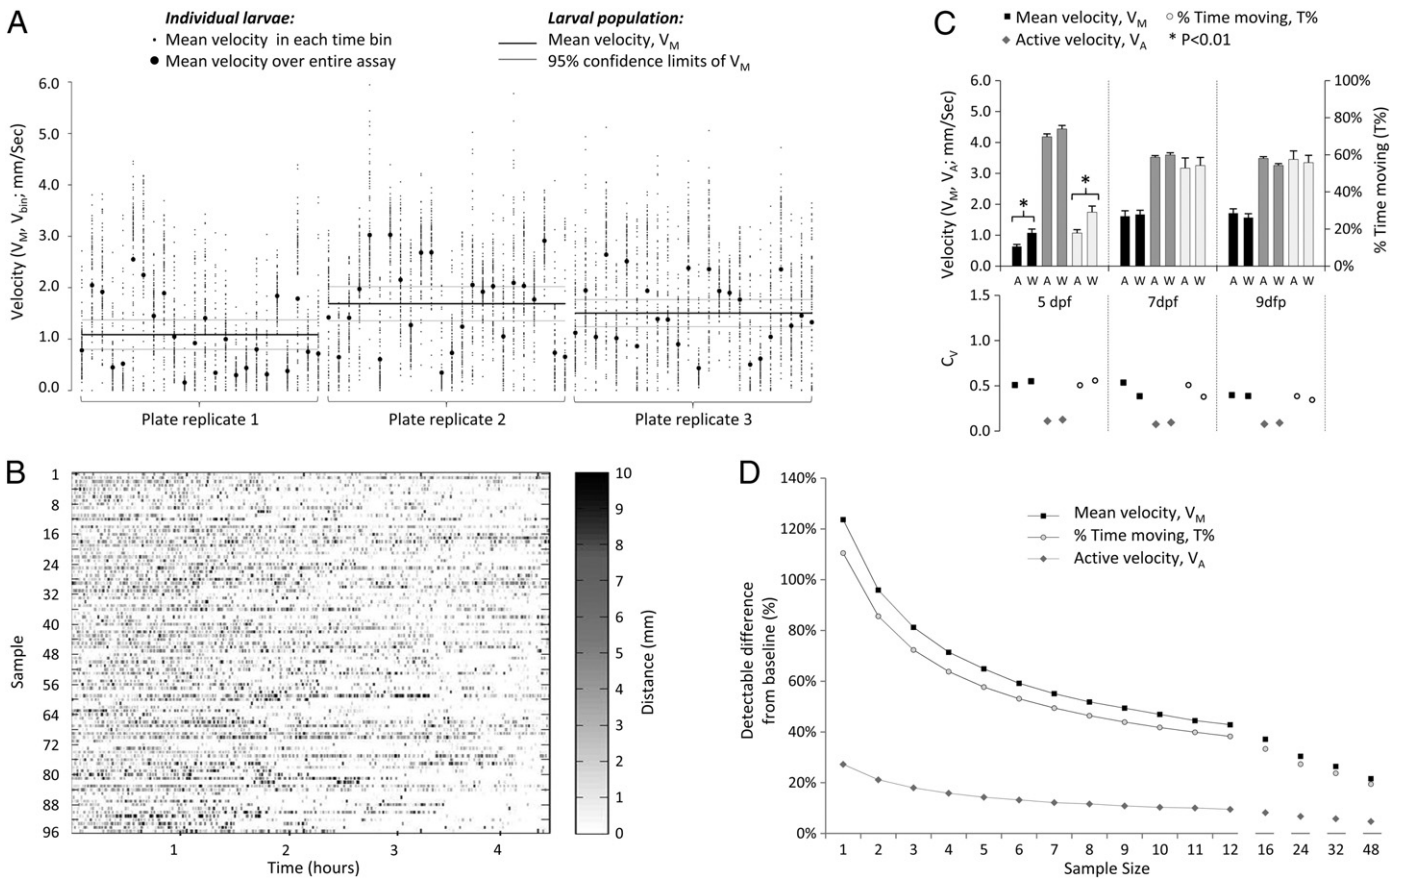 A
Individual larvae:
Mean velocity in each time bin
Mean velocity over entire assay
Larval population:
Mean velocity, VM
95% confidence limits of VM
Velocity (VM, Vbin; mm/Sec)
6.0
5.0
4.0
3.0
2.0
1.0
0.0
Plate replicate 1
Plate replicate 2
Plate replicate 3
B
Sample
1
8
16
24
32
40
48
56
64
72
80
88
96
1 2 3 4
Time (hours)
10
9
8
7
6
5
4
3
2
1
0
Distance (mm)
C
Mean velocity, VM
% Time moving, T%
Active velocity, VA
* P<0.01
Velocity (VM, VA; mm/Sec)
6.0
5.0
4.0
3.0
2.0
1.0
0.0
100%
80%
60%
40%
20%
0%
% Time moving (T%)
*
*
A W A W A W
A W A W A W
A W A W A W
5 dpf
7dpf
9dfp
CV
1.5
1.0
0.5
0.0
D
Detectable difference
from baseline (%)
140%
120%
100%
80%
60%
40%
20%
0%
Mean velocity, VM
% Time moving, T%
Active velocity, VA
1 2 3 4 5 6 7 8 9 10 11 12 16 24 32 48
Sample Size